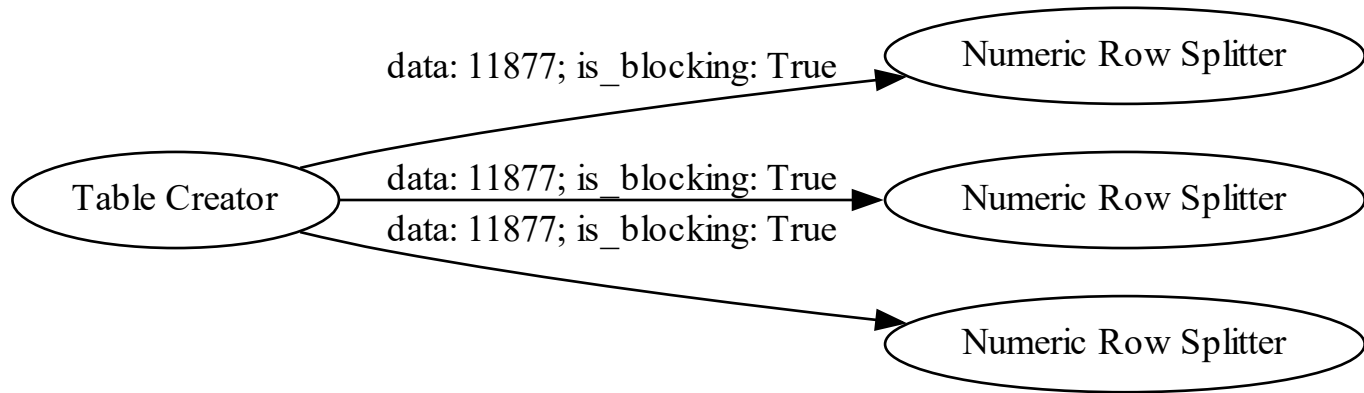 Numeric Row Splitter
data: 11877; is_blocking: True
Table Creator
data: 11877; is_blocking: True
Numeric Row Splitter
data: 11877; is_blocking: True
Numeric Row Splitter